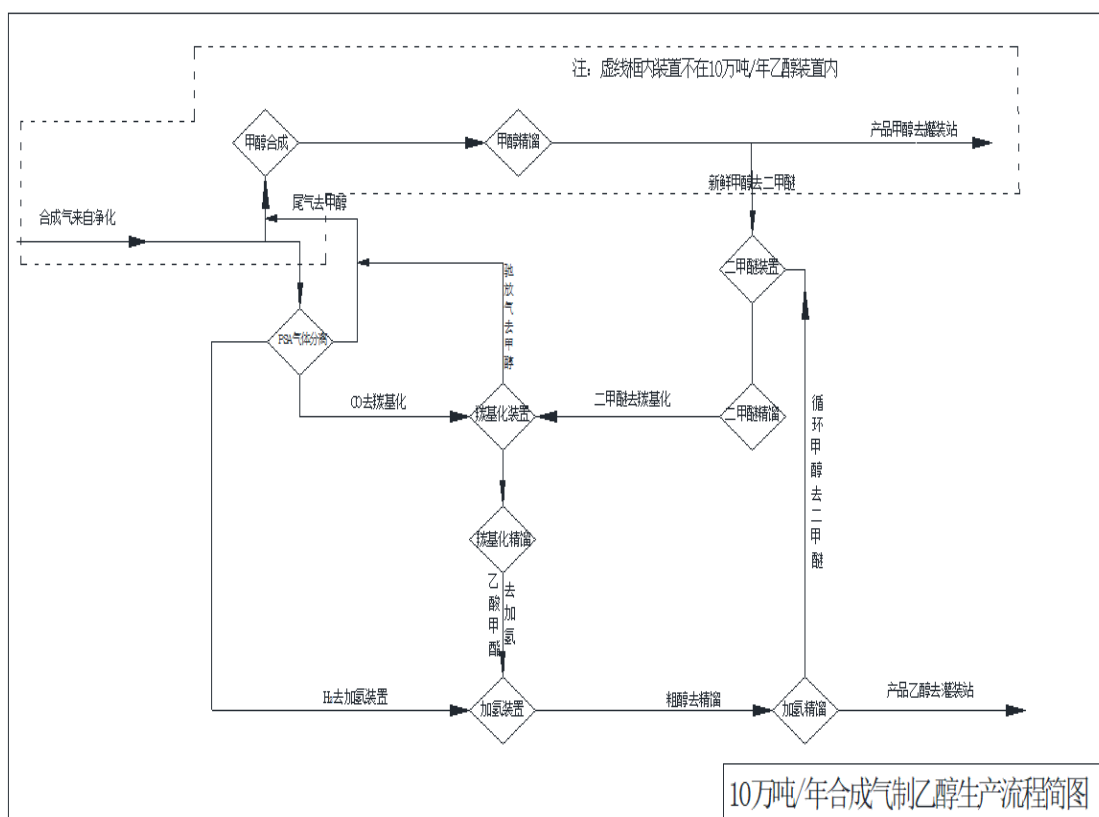 注：虚线框内装置不在10万吨/年乙醇装置内
甲醇合成
甲醇精馏
产品甲醇去灌装站
新鲜甲醇去二甲醚
尾气去甲醇
合成气来自净化
二甲醚装置
驰放气去甲醇
PSA气体分离
CO去羰基化
羰基化装置
二甲醚去羰基化
二甲醚精馏
循环甲醇去二甲醚
羰基化精馏
乙酸甲酯
去加氢
H₂去加氢装置
加氢装置
粗醇去精馏
加氢精馏
产品乙醇去灌装站
10万吨/年合成气制乙醇生产流程简图